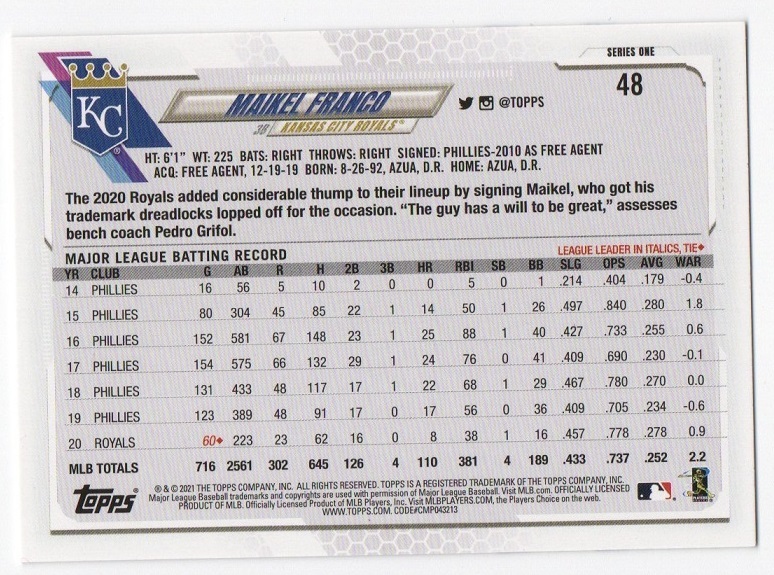 SERIES ONE
48
KC
®
MAIKEL FRANCO
@TOPPS
3B KANSAS CITY ROYALS™
HT: 6'1" WT: 225 BATS: RIGHT THROWS: RIGHT SIGNED: PHILLIES-2010 AS FREE AGENT
ACQ: FREE AGENT, 12-19-19 BORN: 8-26-92, AZUA, D.R. HOME: AZUA, D.R.
The 2020 Royals added considerable thump to their lineup by signing Maikel, who got his
trademark dreadlocks lopped off for the occasion. “The guy has a will to be great,” assesses
bench coach Pedro Grifol.
MAJOR LEAGUE BATTING RECORD LEAGUE LEADER IN ITALICS, TIE♦
YR CLUB G AB R H 2B 3B HR RBI SB BB SLG OPS AVG WAR
14 PHILLIES 16 56 5 10 2 0 0 5 0 1 .214 .404 .179 -0.4
15 PHILLIES 80 304 45 85 22 1 14 50 1 26 .497 .840 .280 1.8
16 PHILLIES 152 581 67 148 23 1 25 88 1 40 .427 .733 .255 0.6
17 PHILLIES 154 575 66 132 29 1 24 76 0 41 .409 .690 .230 -0.1
18 PHILLIES 131 433 48 117 17 1 22 68 1 29 .467 .780 .270 0.0
19 PHILLIES 123 389 48 91 17 0 17 56 0 36 .409 .705 .234 -0.6
20 ROYALS 60♦ 223 23 62 16 0 8 38 1 16 .457 .778 .278 0.9
MLB TOTALS 716 2561 302 645 126 4 110 381 4 189 .433 .737 .252 2.2
Topps
® & © 2021 THE TOPPS COMPANY, INC. ALL RIGHTS RESERVED. TOPPS IS A REGISTERED TRADEMARK OF THE TOPPS COMPANY, INC.
Major League Baseball trademarks and copyrights are used with permission of Major League Baseball. Visit MLB.com. OFFICIALLY LICENSED
PRODUCT OF MLB. Officially Licensed Product of MLB Players, Inc. Visit MLBPLAYERS.COM, the Players Choice on the web.
WWW.TOPPS.COM. CODE#CMP043213